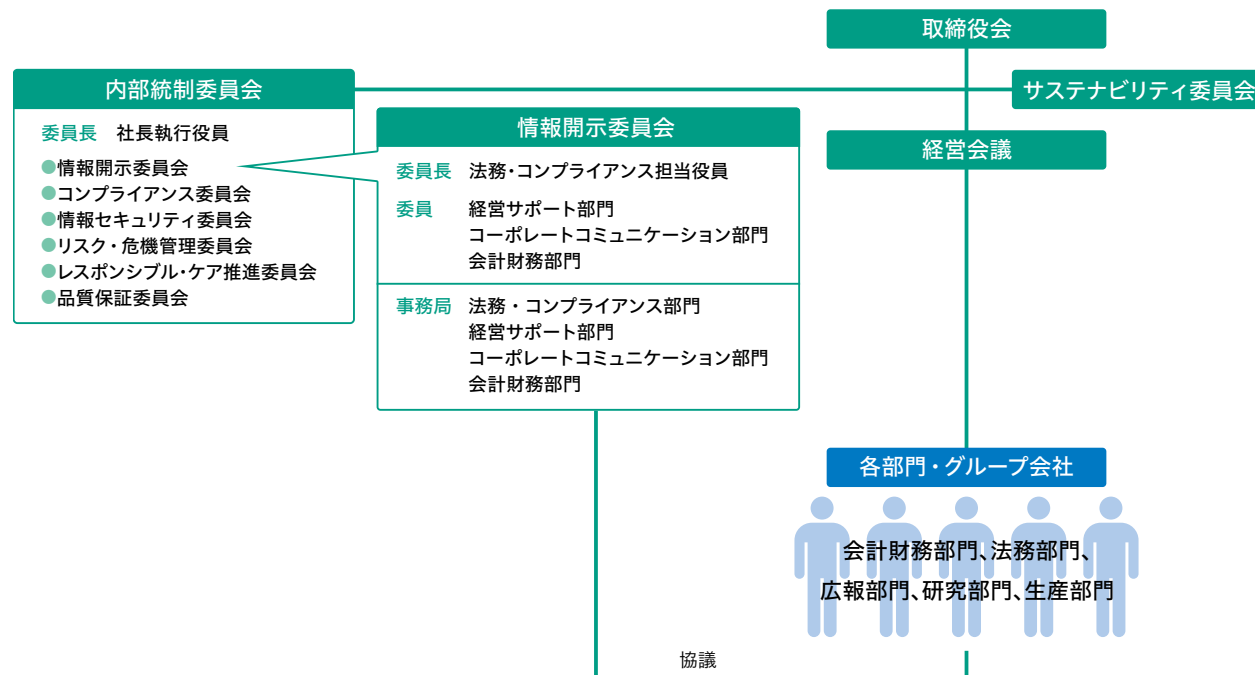 取締役会
内部統制委員会
サステナビリティ委員会
委員長 社長執行役員
●情報開示委員会
●コンプライアンス委員会
●情報セキュリティ委員会
●リスク・危機管理委員会
●レスポンシブル・ケア推進委員会
●品質保証委員会
情報開示委員会
委員長 法務・コンプライアンス担当役員
委員 経営サポート部門
コーポレートコミュニケーション部門
会計財務部門
事務局 法務・コンプライアンス部門
経営サポート部門
コーポレートコミュニケーション部門
会計財務部門
経営会議
各部門・グループ会社
会計財務部門、法務部門、
広報部門、研究部門、生産部門
協議